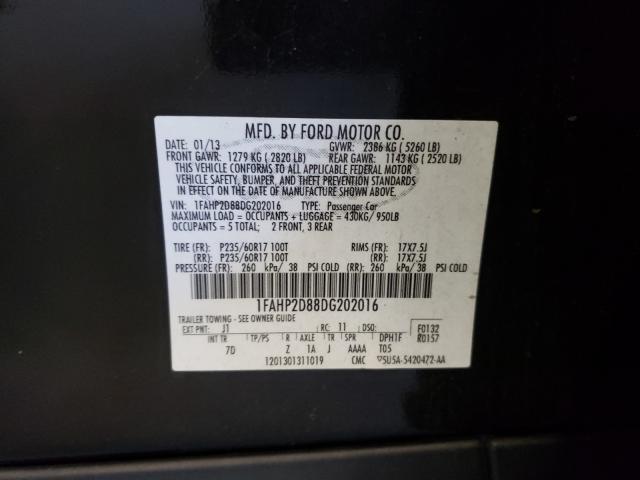 MFD. BY FORD MOTOR CO.
DATE: 01/13 GVWR: 2386 KG ( 5260 LB)
FRONT GAWR: 1279 KG ( 2820 LB) REAR GAWR: 1143 KG ( 2520 LB)
THIS VEHICLE CONFORMS TO ALL APPLICABLE FEDERAL MOTOR
VEHICLE SAFETY, BUMPER, AND THEFT PREVENTION STANDARDS
IN EFFECT ON THE DATE OF MANUFACTURE SHOWN ABOVE.
VIN: 1FAHP2D88DG202016 TYPE: Passenger Car
MAXIMUM LOAD = OCCUPANTS + LUGGAGE = 430KG/ 950LB
OCCUPANTS = 5 TOTAL; 2 FRONT, 3 REAR
TIRE (FR): P235/60R17 100T RIMS (FR): 17X7.5J
(R): P235/60R17 100T (R): 17X7.5J
PRESSURE (FR): 260 kPa/ 38 PSI COLD (RR): 260 kPa/ 38 PSI COLD
1FAHP2D88DG202016
TRAILER TOWING - SEE OWNER GUIDE
EXT PNT: J1 RC: 11 DSO: F0132
INT TR TP/PS R AXLE TR SPR DPH1F R0157
7D Z 1A J AAAA T05
1201301311019 CMC 5U5A-5420472-AA